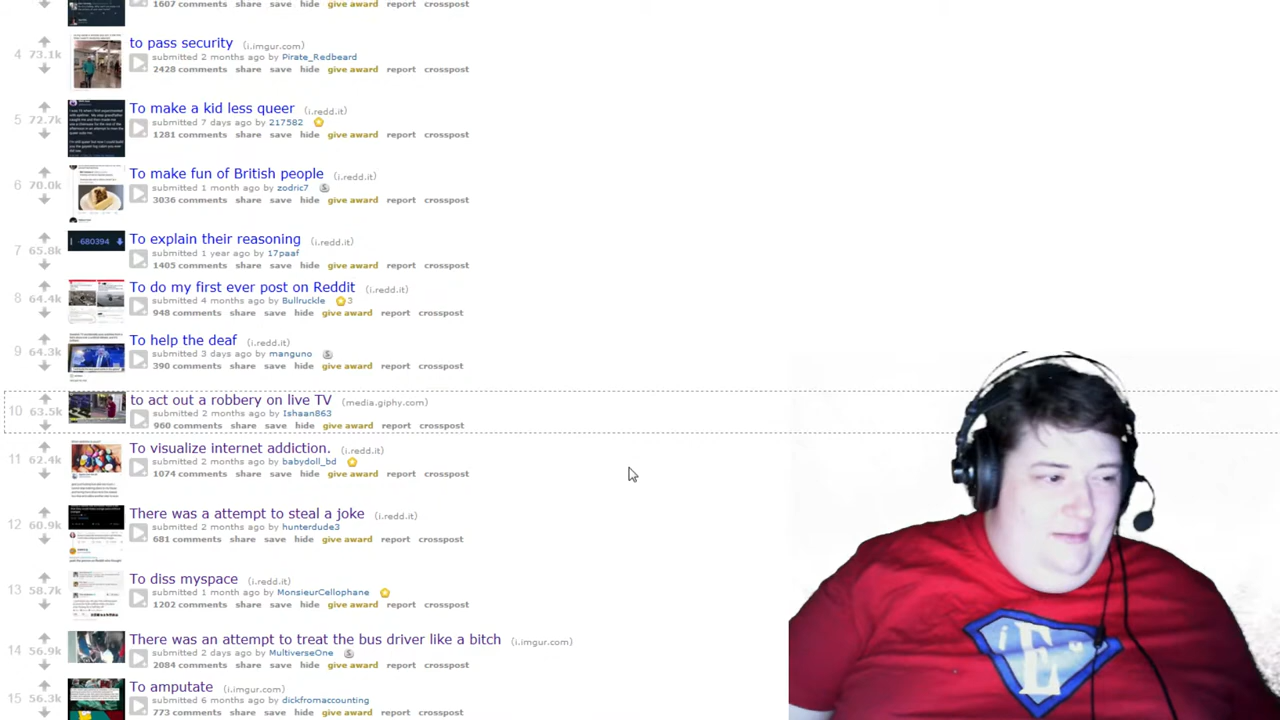 1607 comments share save hide give award report crosspost
4 73.1k to pass security (i.imgur.com)
submitted 2 months ago by Pirate_Redbeard
2428 comments share save hide give award report crosspost
5 72.7k To make a kid less queer (i.redd.it)
submitted 7 days ago by 217582
1281 comments share save hide give award report crosspost
6 70.0k To make fun of British people (i.redd.it)
submitted 1 month ago by zodric7 S
3036 comments share save hide give award report crosspost
7 65.8k -680394 To explain their reasoning (i.redd.it)
submitted 1 year ago by 17paaf
1405 comments share save hide give award report crosspost
8 64.4k To do my first ever post on Reddit (i.redd.it)
submitted 4 months ago by Bullruckle 3
948 comments share save hide give award report crosspost
9 64.3k To help the deaf (i.redd.it)
submitted 3 days ago by manguno S
390 comments share save hide give award report crosspost
10 63.5k to act out a robbery on live TV (media.giphy.com)
submitted 2 months ago by Ishaan863
960 comments share save hide give award report crosspost
11 62.4k To visualize internet addiction. (i.redd.it)
submitted 2 months ago by babydoll_bd
1074 comments share save hide give award report crosspost
12 60.9k There was a attempt to steal a joke (i.redd.it)
submitted 2 months ago by hunterdude3
681 comments share save hide give award report crosspost
58.7k To diss myspace (i.redd.it)
submitted 1 month ago by MonsieurCellophane
1202 comments share save hide give award report crosspost
14 56.9k There was an attempt to treat the bus driver like a bitch (i.imgur.com)
submitted 2 days ago by MultiverseOne S
2084 comments share save hide give award report crosspost
15 56.3k To amputate (i.imgur.com)
submitted 6 months ago by dickfromaccounting
773 comments share save hide give award report crosspost